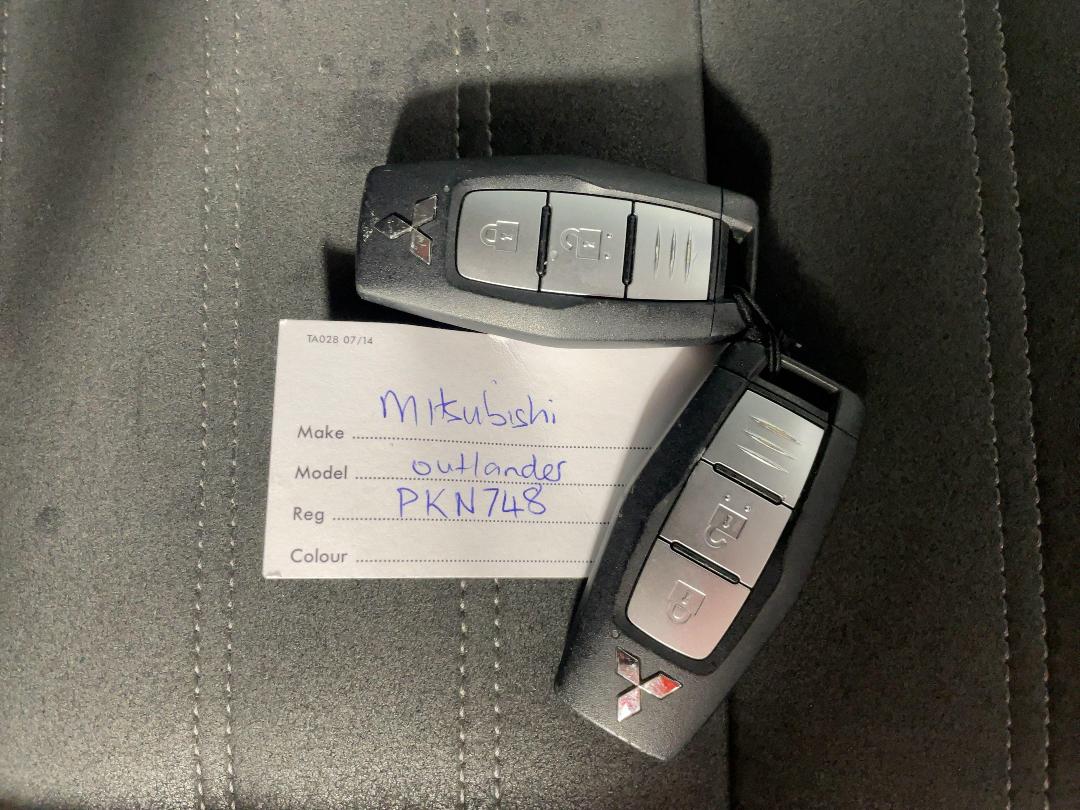 TA028 07/14
Make Mitsubishi
Model outlander
Reg PKN748
Colour